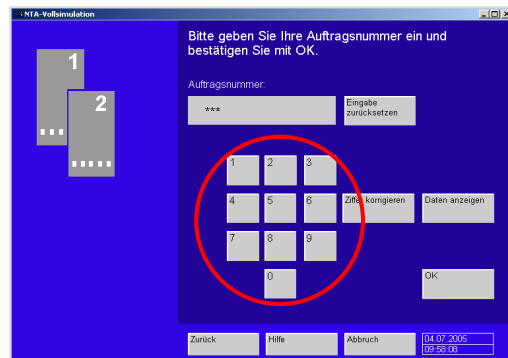 NTA-Vollsimulation
Bitte geben Sie Ihre Auftragsnummer ein und
bestätigen Sie mit OK.
1
2
Auftragsnummer:
***
Eingabe
zurücksetzen
1 2 3
4 5 6 Ziffer korrigieren Daten anzeigen
7 8 9
0 OK
Zurück Hilfe Abbruch 04.07.2005
09:58:08